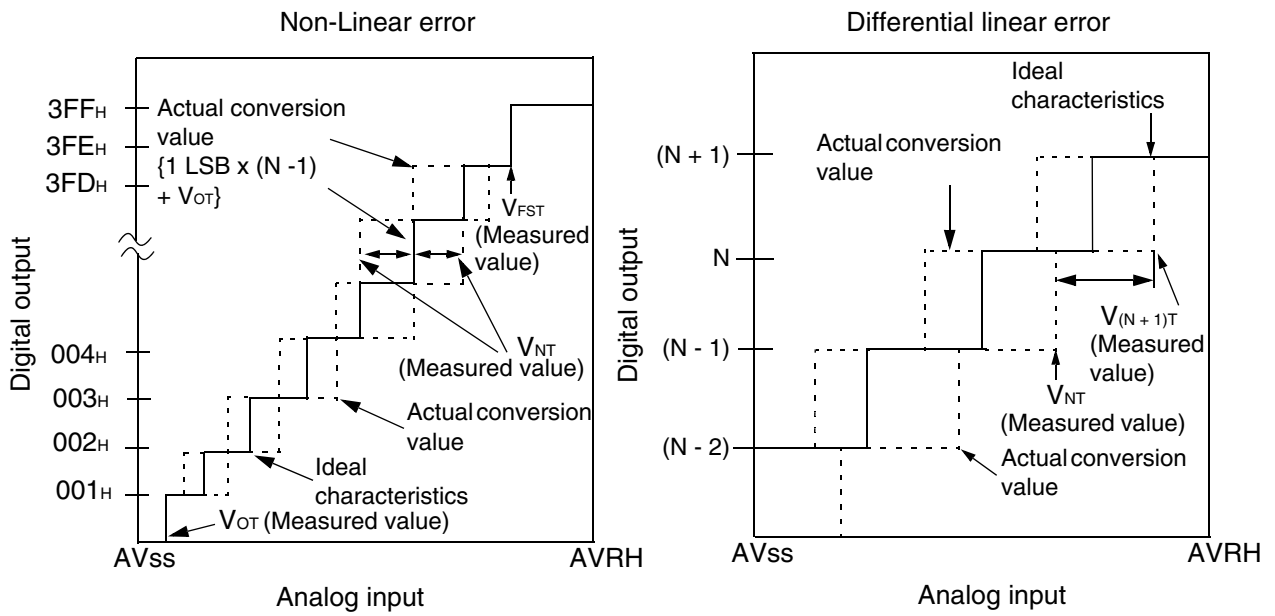 Non-Linear error
3FFH
3FEH
3FDH
004H
003H
002H
001H
Digital output
Actual conversion
value
{1 LSB x (N -1)
+ VOT}
VFST
(Measured
value)
VNT
(Measured value)
Actual conversion
value
Ideal
characteristics
VOT (Measured value)
AVss
AVRH
Analog input
Differential linear error
(N + 1)
N
(N - 1)
(N - 2)
Digital output
Ideal
characteristics
Actual conversion
value
V(N + 1)T
(Measured
value)
VNT
(Measured value)
Actual conversion
value
AVss
AVRH
Analog input